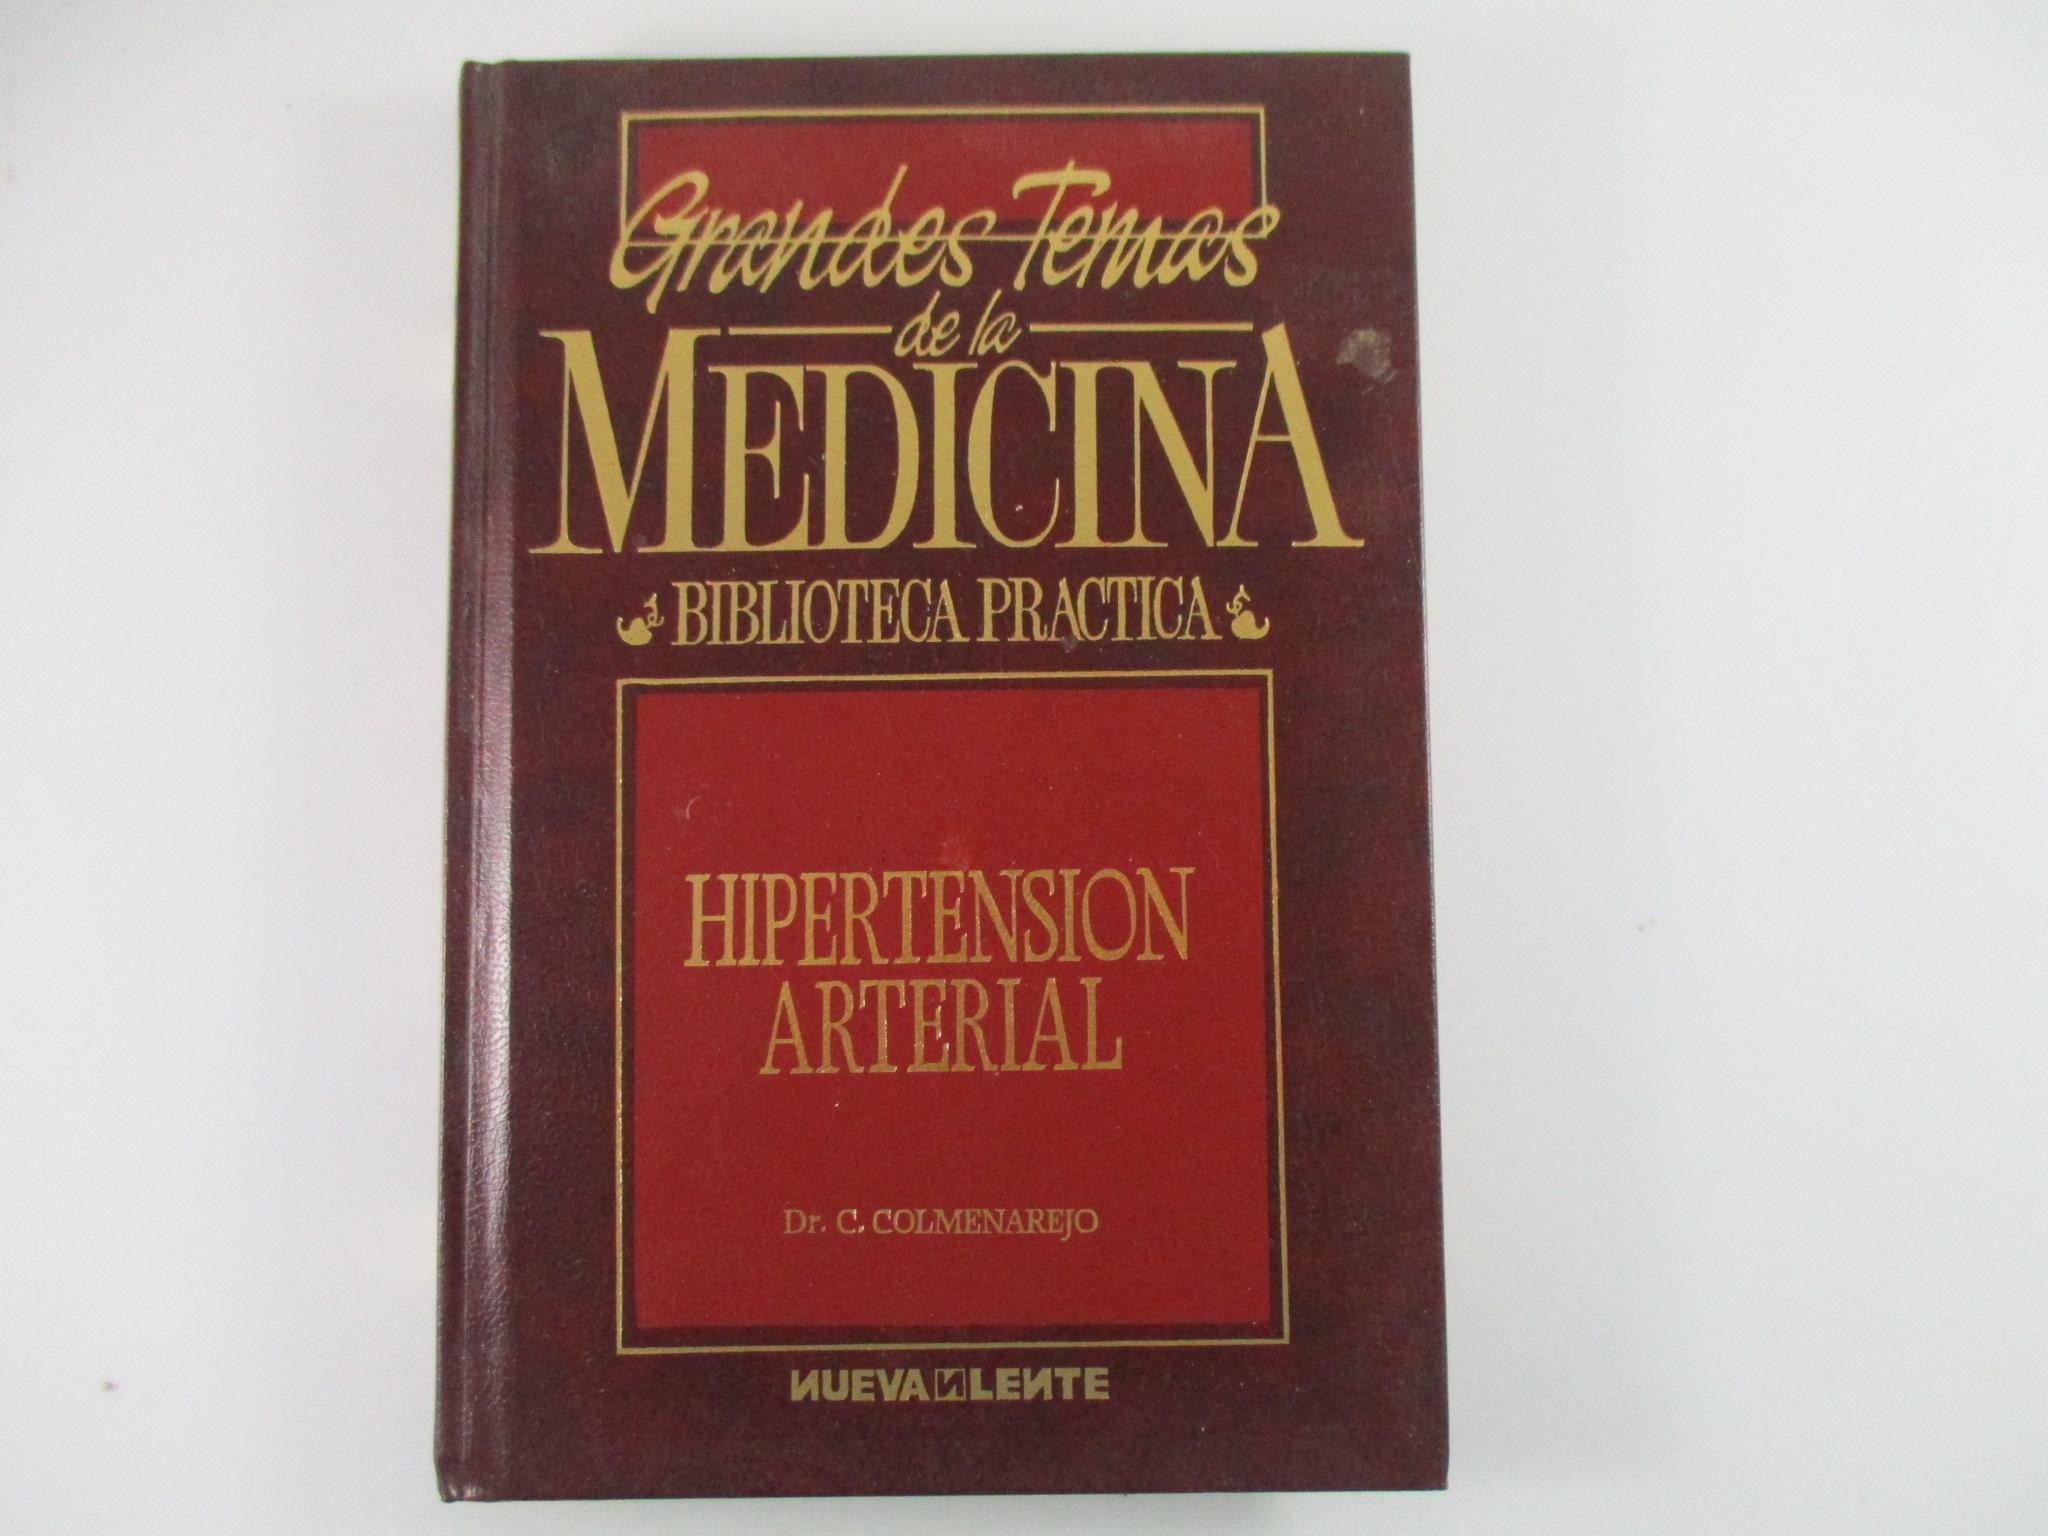 Grandes Temas
de la
MEDICINA
BIBLIOTECA PRACTICA
HIPERTENSION
ARTERIAL
Dr. C. COLMENAREJO
NUEVA LENTE